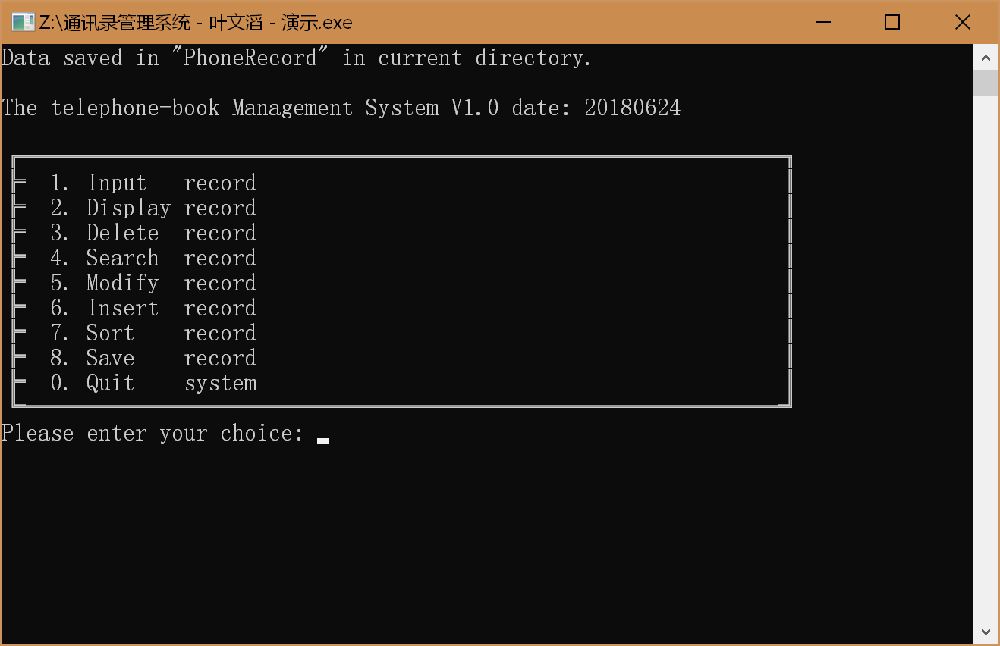 Z:\通讯录管理系统 - 叶文滔 - 演示.exe
Data saved in "PhoneRecord" in current directory.
The telephone-book Management System V1.0 date: 20180624
1. Input record
2. Display record
3. Delete record
4. Search record
5. Modify record
6. Insert record
7. Sort record
8. Save record
0. Quit system
Please enter your choice: